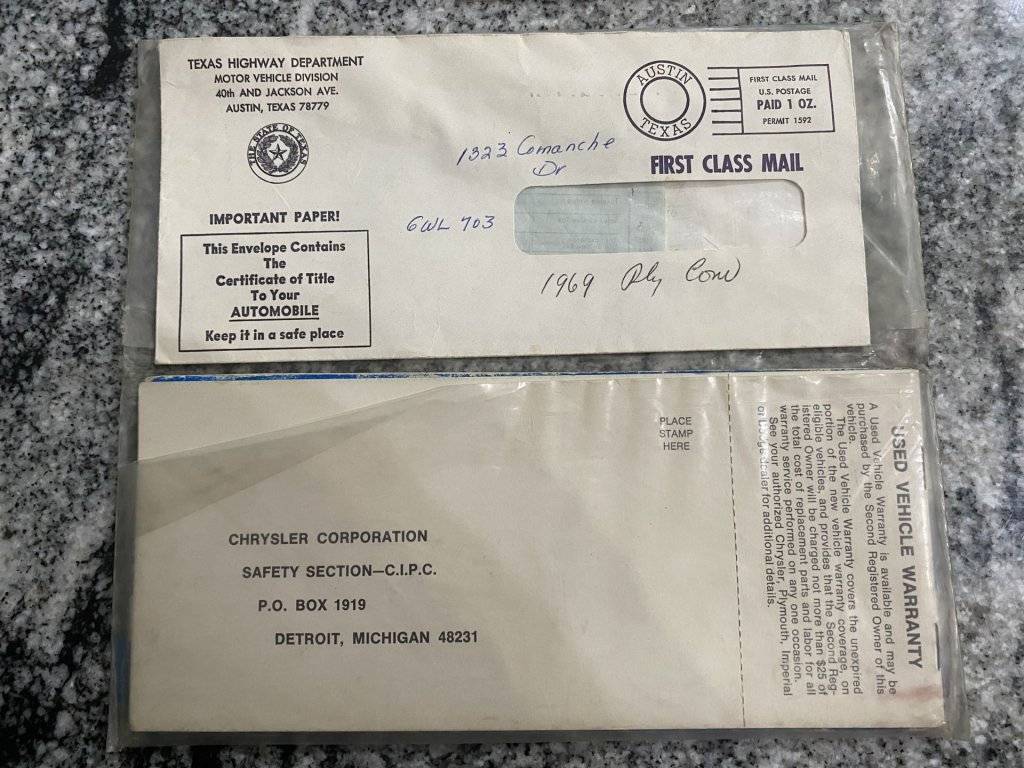 TEXAS HIGHWAY DEPARTMENT
MOTOR VEHICLE DIVISION
40th AND JACKSON AVE.
AUSTIN, TEXAS 78779
THE STATE OF TEXAS
AUSTIN
TEXAS
FIRST CLASS MAIL
U.S. POSTAGE
PAID 1 OZ.
PERMIT 1592
FIRST CLASS MAIL
1323 Comanche
Dr
GWL 703
1969 Ply Conv
IMPORTANT PAPER!
This Envelope Contains
The
Certificate of Title
To Your
AUTOMOBILE
Keep it in a safe place
PLACE
STAMP
HERE
CHRYSLER CORPORATION
SAFETY SECTION—C.I.P.C.
P.O. BOX 1919
DETROIT, MICHIGAN 48231
USED VEHICLE WARRANTY
A Used Vehicle Warranty is available and may be
purchased by the Second Registered Owner of this
vehicle.
The Used Vehicle Warranty covers the unexpired
portion of the new vehicle warranty coverage, on
eligible vehicles, and provides that the Second Reg-
istered Owner will be charged not more than $25 of
the total cost of replacement parts and labor for all
warranty service performed on any one occasion.
See your authorized Chrysler, Plymouth, Imperial
or Dodge dealer for additional details.